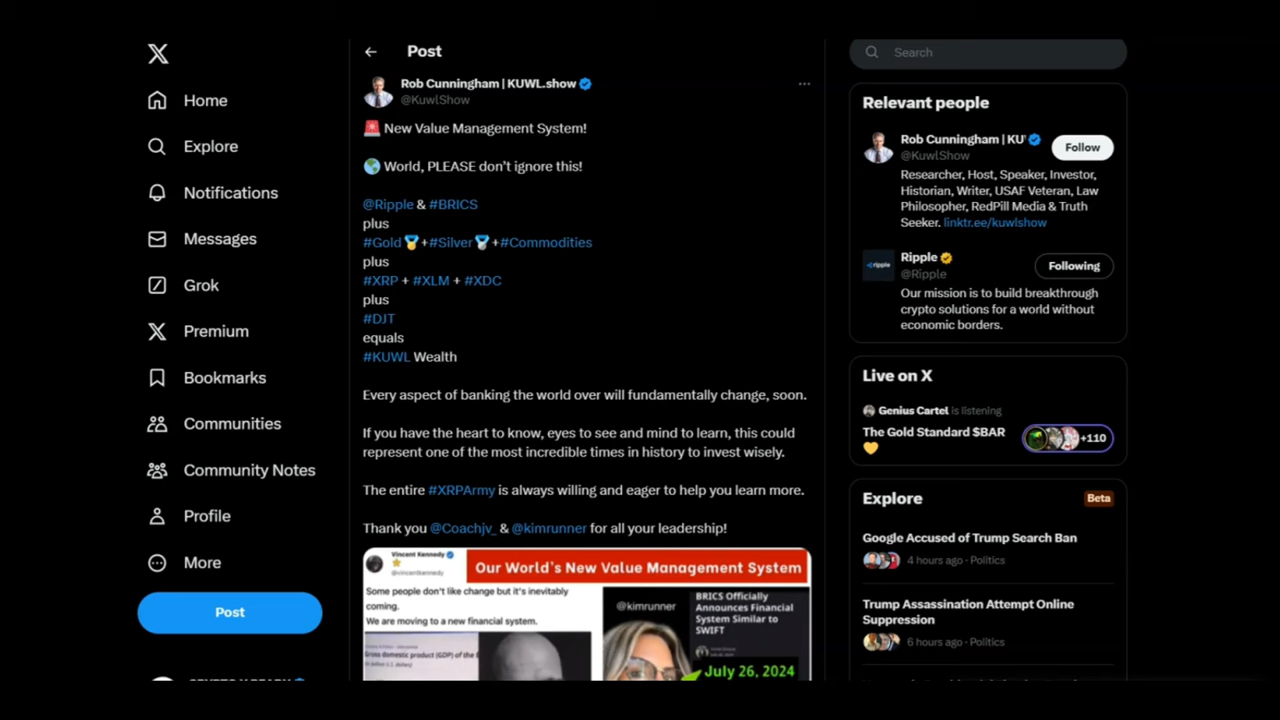 Home
Explore
Notifications
Messages
Grok
Premium
Bookmarks
Communities
Community Notes
Profile
More
Post
Post
Rob Cunningham | KUWL.show
@KuwlShow
🚨 New Value Management System!
🌎 World, PLEASE don't ignore this!
@Ripple & #BRICS
plus
#Gold🥇+#Silver🥈+#Commodities
plus
#XRP + #XLM + #XDC
plus
#DJT
equals
#KUWL Wealth
Every aspect of banking the world over will fundamentally change, soon.
If you have the heart to know, eyes to see and mind to learn, this could
represent one of the most incredible times in history to invest wisely.
The entire #XRPArmy is always willing and eager to help you learn more.
Thank you @Coachjv_ & @kimrunner for all your leadership!
Vincent Kennedy
@vincentkennedy
Our World's New Value Management System
Some people don't like change but it's inevitably
coming.
We are moving to a new financial system.
Gross domestic product (GDP) of the
@kimrunner
BRICS Officially
Announces Financial
System Similar to
SWIFT
July 26, 2024
Search
Relevant people
Rob Cunningham | KU
@KuwlShow
Follow
Researcher, Host, Speaker, Investor,
Historian, Writer, USAF Veteran, Law
Philosopher, RedPill Media & Truth
Seeker. linktr.ee/kuwlshow
ripple
Ripple
@Ripple
Following
Our mission is to build breakthrough
crypto solutions for a world without
economic borders.
Live on X
Genius Cartel is listening
The Gold Standard $BAR
💛
+110
Explore
Beta
Google Accused of Trump Search Ban
4 hours ago · Politics
Trump Assassination Attempt Online
Suppression
6 hours ago · Politics